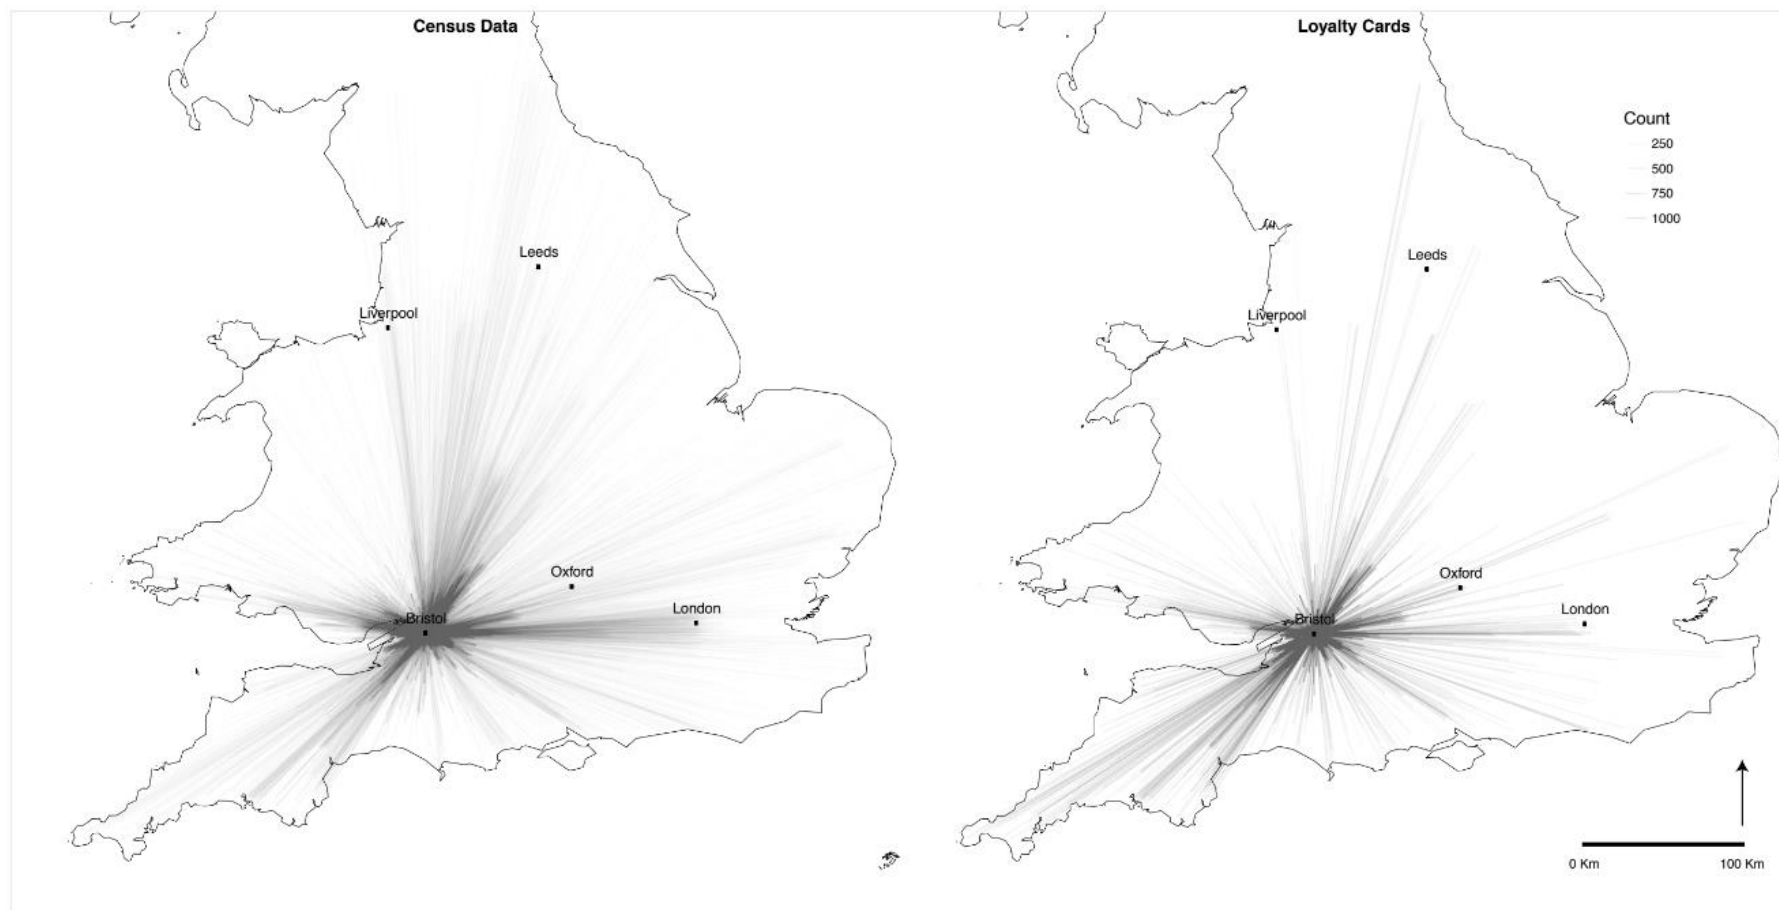 Census Data
Leeds
Liverpool
Oxford
Bristol
London
Loyalty Cards
Count
250
500
750
1000
Leeds
Liverpool
Oxford
Bristol
London
0 Km
100 Km